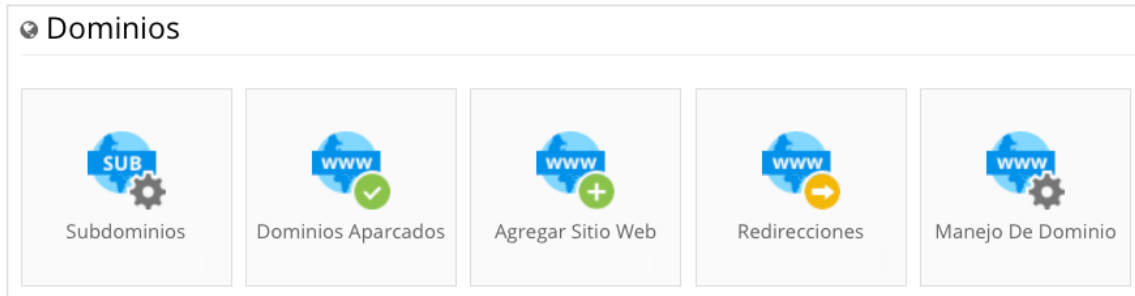 Dominios
SUB
www
www
www
www
Subdominios
Dominios Aparcados
Agregar Sitio Web
Redirecciones
Manejo De Dominio